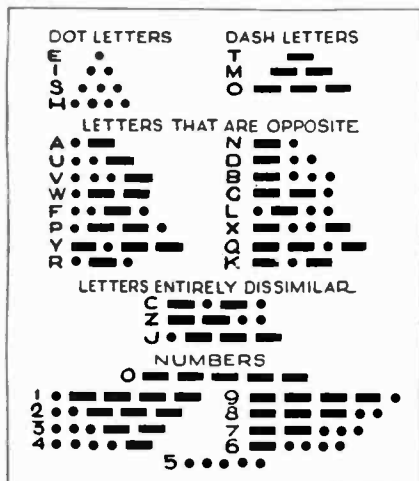 DOT LETTERS DASH LETTERS
E • T —
I • • M — —
S • • • O — — —
H • • • •
LETTERS THAT ARE OPPOSITE
A • — N — •
U • • — D — • •
V • • • — B — • • •
W • — — G — — •
F • • — • L • — • •
P • — — • X — • • —
Y — • — — Q — — • —
R • — • K — • —
LETTERS ENTIRELY DISSIMILAR
C — • — •
Z — — • •
J • — — —
NUMBERS
0 — — — — —
1 • — — — — 9 — — — — •
2 • • — — — 8 — — — • •
3 • • • — — 7 — — • • •
4 • • • • — 6 — • • • •
5 • • • • •